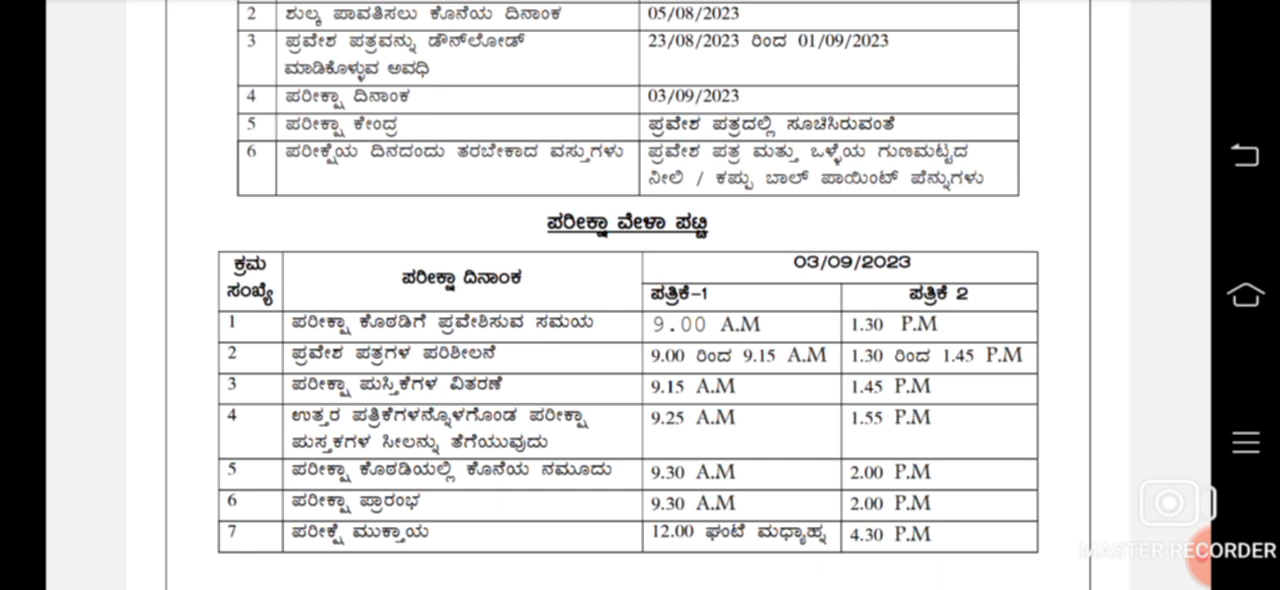 2 ಶುಲ್ಕ ಪಾವತಿಸಲು ಕೊನೆಯ ದಿನಾಂಕ 05/08/2023
3 ಪ್ರವೇಶ ಪತ್ರವನ್ನು ಡೌನ್‌ಲೋಡ್ 23/08/2023 ರಿಂದ 01/09/2023
ಮಾಡಿಕೊಳ್ಳುವ ಅವಧಿ
4 ಪರೀಕ್ಷಾ ದಿನಾಂಕ 03/09/2023
5 ಪರೀಕ್ಷಾ ಕೇಂದ್ರ ಪ್ರವೇಶ ಪತ್ರದಲ್ಲಿ ಸೂಚಿಸಿರುವಂತೆ
6 ಪರೀಕ್ಷೆಯ ದಿನದಂದು ತರಬೇಕಾದ ವಸ್ತುಗಳು ಪ್ರವೇಶ ಪತ್ರ ಮತ್ತು ಒಳ್ಳೆಯ ಗುಣಮಟ್ಟದ
ನೀಲಿ / ಕಪ್ಪು ಬಾಲ್ ಪಾಯಿಂಟ್ ಪೆನ್ನುಗಳು
ಪರೀಕ್ಷಾ ವೇಳಾ ಪಟ್ಟಿ
ಕ್ರಮ ಸಂಖ್ಯೆ ಪರೀಕ್ಷಾ ದಿನಾಂಕ 03/09/2023
ಪತ್ರಿಕೆ-1 ಪತ್ರಿಕೆ 2
1 ಪರೀಕ್ಷಾ ಕೊಠಡಿಗೆ ಪ್ರವೇಶಿಸುವ ಸಮಯ 9.00 A.M 1.30 P.M
2 ಪ್ರವೇಶ ಪತ್ರಗಳ ಪರಿಶೀಲನೆ 9.00 ರಿಂದ 9.15 A.M 1.30 ರಿಂದ 1.45 P.M
3 ಪರೀಕ್ಷಾ ಪುಸ್ತಿಕೆಗಳ ವಿತರಣೆ 9.15 A.M 1.45 P.M
4 ಉತ್ತರ ಪತ್ರಿಕೆಗಳನ್ನೊಳಗೊಂಡ ಪರೀಕ್ಷಾ 9.25 A.M 1.55 P.M
ಪುಸ್ತಕಗಳ ಸೀಲನ್ನು ತೆಗೆಯುವುದು
5 ಪರೀಕ್ಷಾ ಕೊಠಡಿಯಲ್ಲಿ ಕೊನೆಯ ನಮೂದು 9.30 A.M 2.00 P.M
6 ಪರೀಕ್ಷಾ ಪ್ರಾರಂಭ 9.30 A.M 2.00 P.M
7 ಪರೀಕ್ಷೆ ಮುಕ್ತಾಯ 12.00 ಘಂಟೆ ಮಧ್ಯಾಹ್ನ 4.30 P.M
MASTER RECORDER